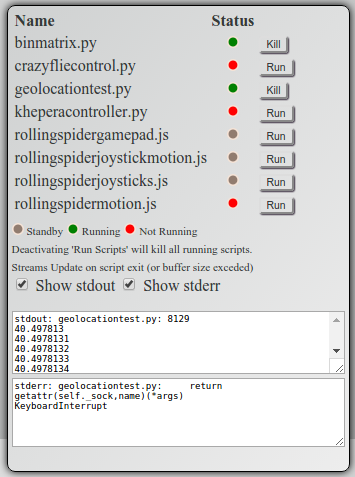 Name Status
binmatrix.py Kill
crazyfliecontrol.py Run
geolocationtest.py Kill
kheperacontroller.py Run
rollingspidergamepad.js Run
rollingspiderjoystickmotion.js Run
rollingspiderjoysticks.js Run
rollingspidermotion.js Run
Standby Running Not Running
Deactivating 'Run Scripts' will kill all running scripts.
Streams Update on script exit (or buffer size exceded)
Show stdout Show stderr
stdout: geolocationtest.py: 8129
40.4978813
40.4978131
40.4978132
40.4978133
40.4978134
stderr: geolocationtest.py: return
getattr(self._sock,name)(*args)
KeyboardInterrupt